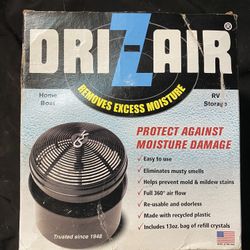 DRI-Z-AIR®
Home RV
Boat Storage
REMOVES EXCESS MOISTURE
PROTECT AGAINST
MOISTURE DAMAGE
✓ Easy to use
✓ Eliminates musty smells
✓ Helps prevent mold & mildew stains
✓ Full 360° air flow
✓ Re-usable and odorless
✓ Made with recycled plastic
✓ Includes 13oz. bag of refill crystals
Trusted since 1948